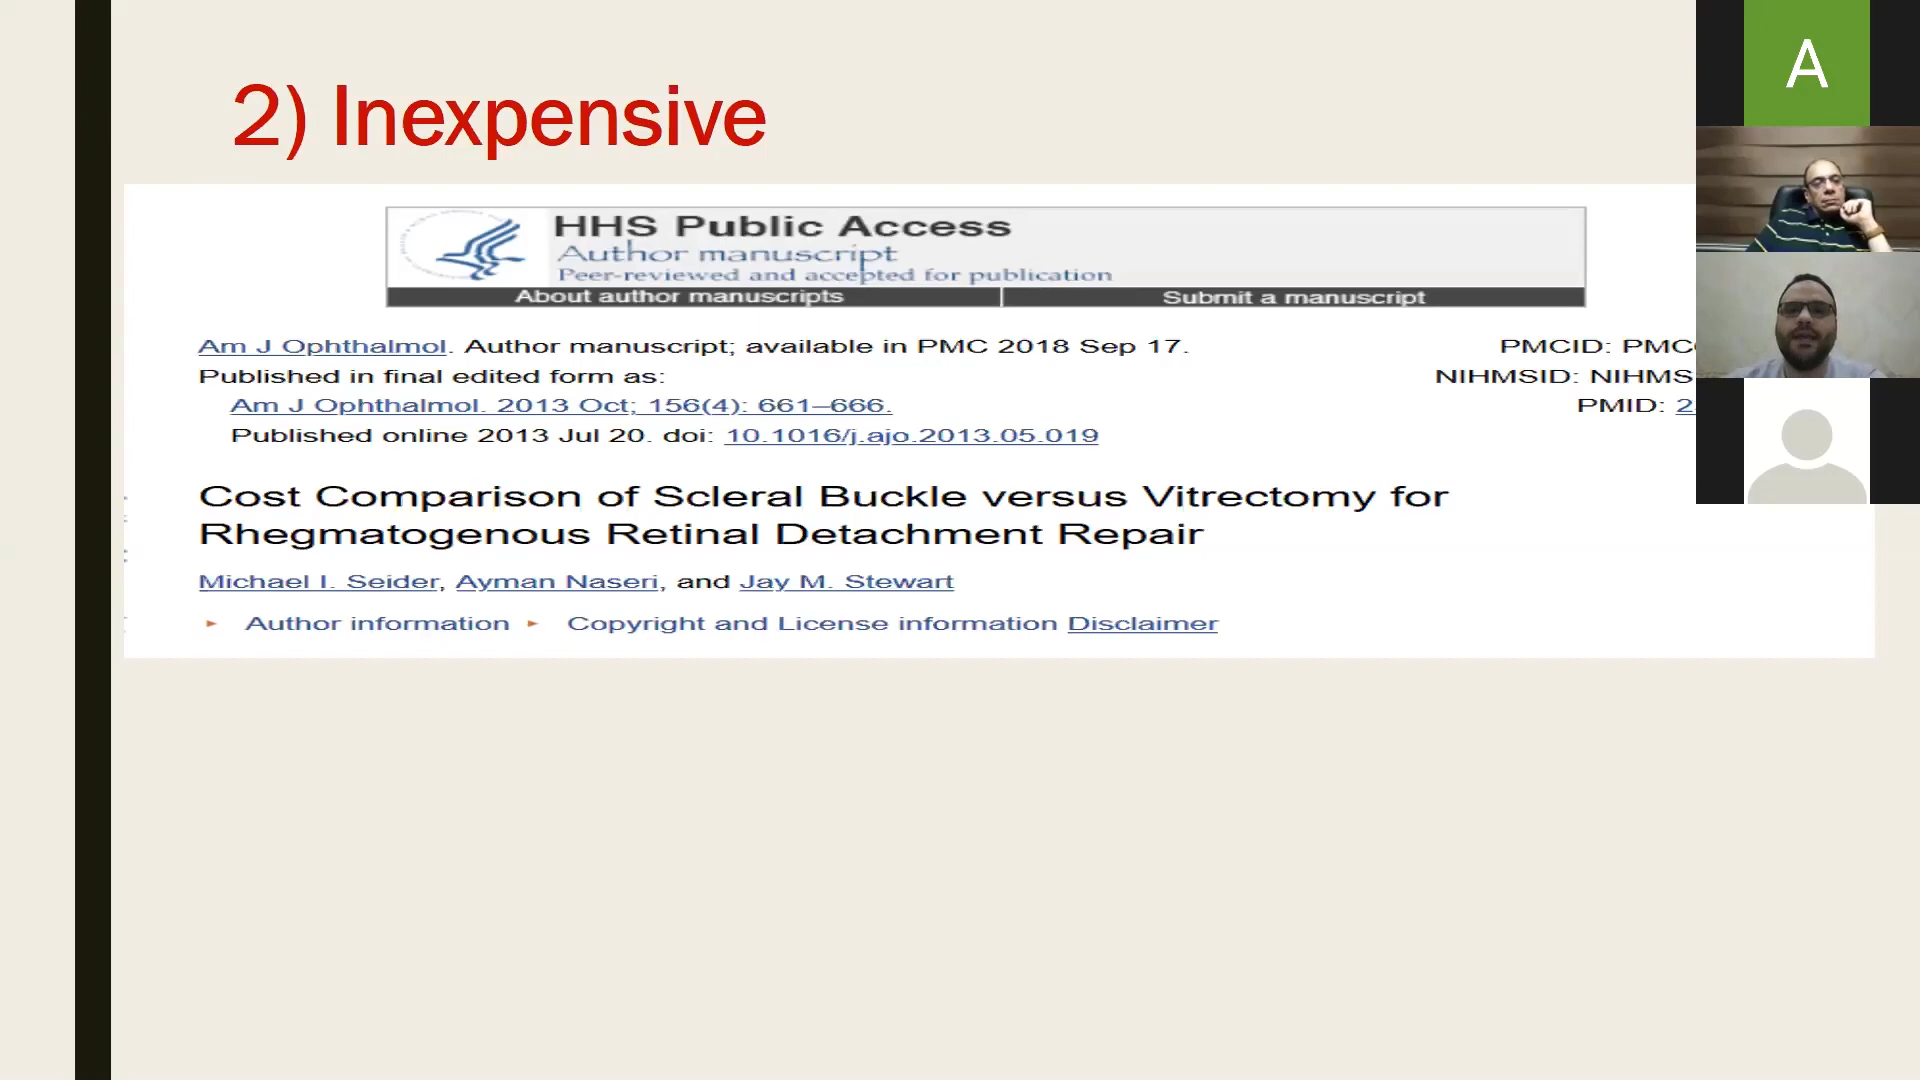 2) Inexpensive
A
HHS Public Access
Author manuscript
Peer-reviewed and accepted for publication
About author manuscripts
Submit a manuscript
Am J Ophthalmol. Author manuscript; available in PMC 2018 Sep 17.
PMCID: PMC
Published in final edited form as:
NIHMSID: NIHMS
Am J Ophthalmol. 2013 Oct; 156(4): 661–666.
PMID: 2
Published online 2013 Jul 20. doi: 10.1016/j.ajo.2013.05.019
Cost Comparison of Scleral Buckle versus Vitrectomy for
Rhegmatogenous Retinal Detachment Repair
Michael I. Seider, Ayman Naseri, and Jay M. Stewart
Author information
Copyright and License information Disclaimer